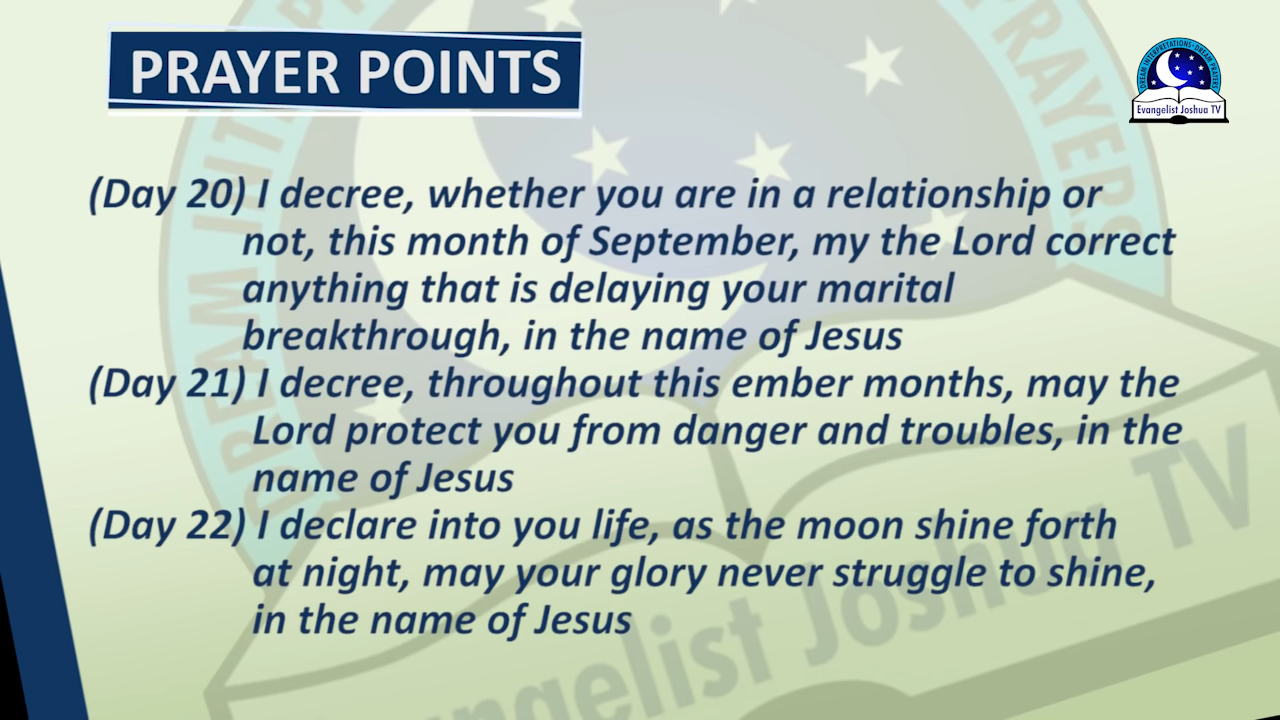 PRAYER POINTS
DREAM INTERPRETATIONS-DREAM PRAYERS
Evangelist Joshua TV
(Day 20) I decree, whether you are in a relationship or
not, this month of September, my the Lord correct
anything that is delaying your marital
breakthrough, in the name of Jesus
(Day 21) I decree, throughout this ember months, may the
Lord protect you from danger and troubles, in the
name of Jesus
(Day 22) I declare into you life, as the moon shine forth
at night, may your glory never struggle to shine,
in the name of Jesus